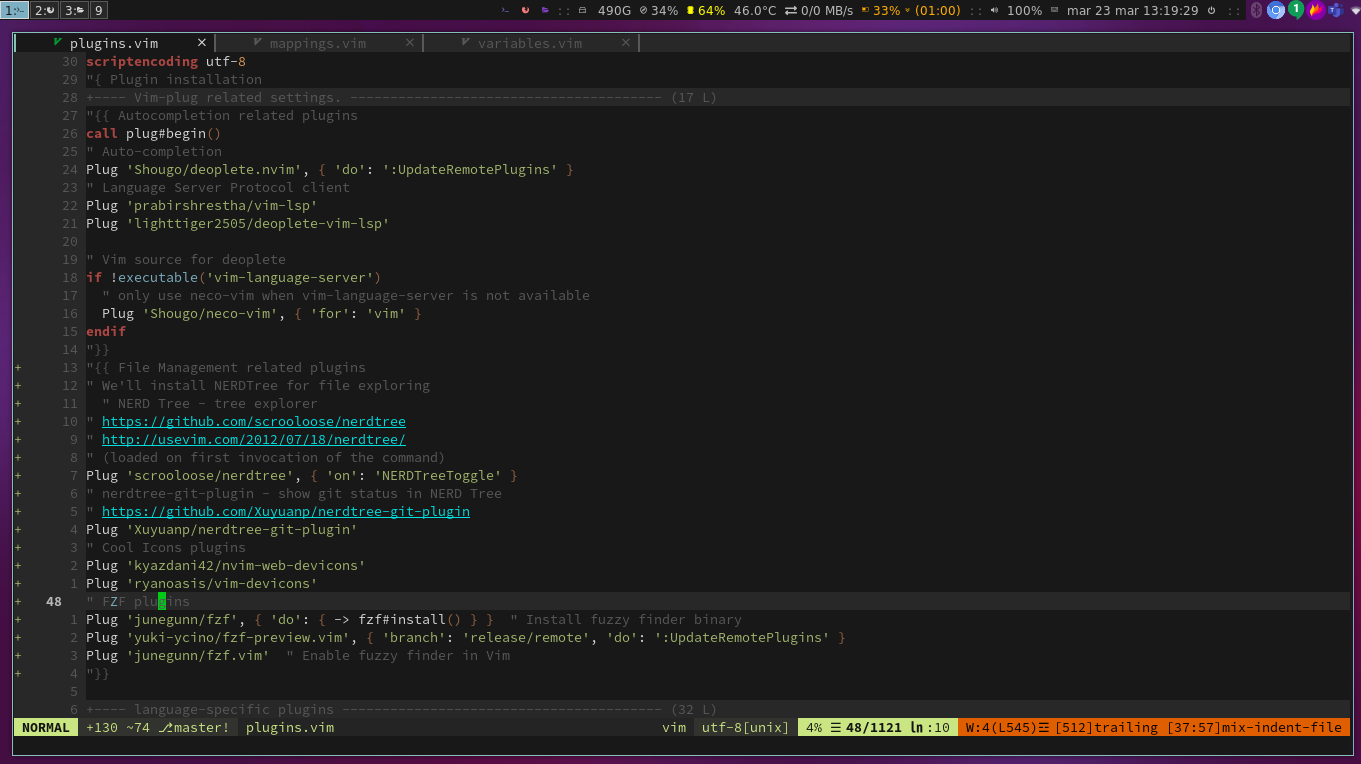 1: 2: 3: 9 490G 34% 64% 46.0°C 0/0 MB/s 33% (01:00) 100% mar 23 mar 13:19:29 1
plugins.vim × mappings.vim × variables.vim ×
30 scriptencoding utf-8
29 "{ Plugin installation
28 +---- Vim-plug related settings. --------------------------------------- (17 L)
27 "{{ Autocompletion related plugins
26 call plug#begin()
25 " Auto-completion
24 Plug 'Shougo/deoplete.nvim', { 'do': ':UpdateRemotePlugins' }
23 " Language Server Protocol client
22 Plug 'prabirshrestha/vim-lsp'
21 Plug 'lighttiger2505/deoplete-vim-lsp'
20
19 " Vim source for deoplete
18 if !executable('vim-language-server')
17   " only use neco-vim when vim-language-server is not available
16   Plug 'Shougo/neco-vim', { 'for': 'vim' }
15 endif
14 "}}
+ 13 "{{ File Management related plugins
+ 12 " We'll install NERDTree for file exploring
+ 11   " NERD Tree - tree explorer
+ 10 " https://github.com/scrooloose/nerdtree
+ 9 " http://usevim.com/2012/07/18/nerdtree/
+ 8 " (loaded on first invocation of the command)
+ 7 Plug 'scrooloose/nerdtree', { 'on': 'NERDTreeToggle' }
+ 6 " nerdtree-git-plugin - show git status in NERD Tree
+ 5 " https://github.com/Xuyuanp/nerdtree-git-plugin
+ 4 Plug 'Xuyuanp/nerdtree-git-plugin'
+ 3 " Cool Icons plugins
+ 2 Plug 'kyazdani42/nvim-web-devicons'
+ 1 Plug 'ryanoasis/vim-devicons'
+ 48 " FZF plugins
+ 1 Plug 'junegunn/fzf', { 'do': { -> fzf#install() } }  " Install fuzzy finder binary
+ 2 Plug 'yuki-ycino/fzf-preview.vim', { 'branch': 'release/remote', 'do': ':UpdateRemotePlugins' }
+ 3 Plug 'junegunn/fzf.vim'  " Enable fuzzy finder in Vim
+ 4 "}}
5
6 +---- language-specific plugins ---------------------------------------- (32 L)
NORMAL +130 ~74 ⎇master! plugins.vim vim utf-8[unix] 4% ☰ 48/1121 ln:10 W:4(L545)☲ [512]trailing [37:57]mix-indent-file